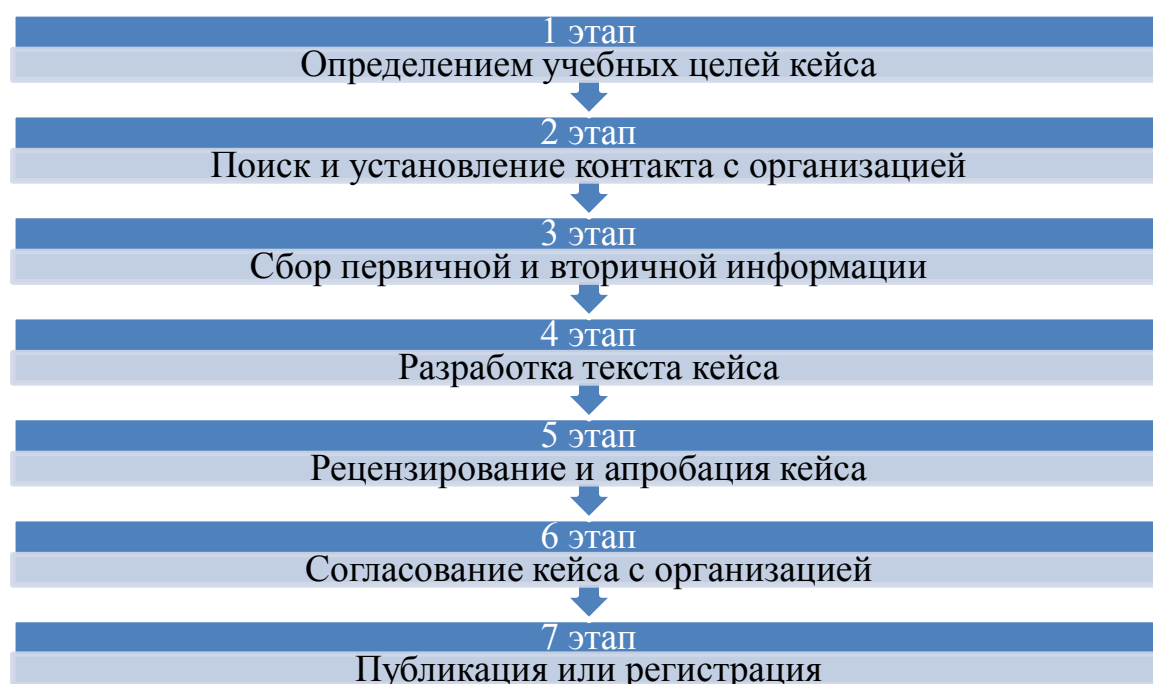 1 этап
Определением учебных целей кейса
2 этап
Поиск и установление контакта с организацией
3 этап
Сбор первичной и вторичной информации
4 этап
Разработка текста кейса
5 этап
Рецензирование и апробация кейса
6 этап
Согласование кейса с организацией
7 этап
Публикация или регистрация